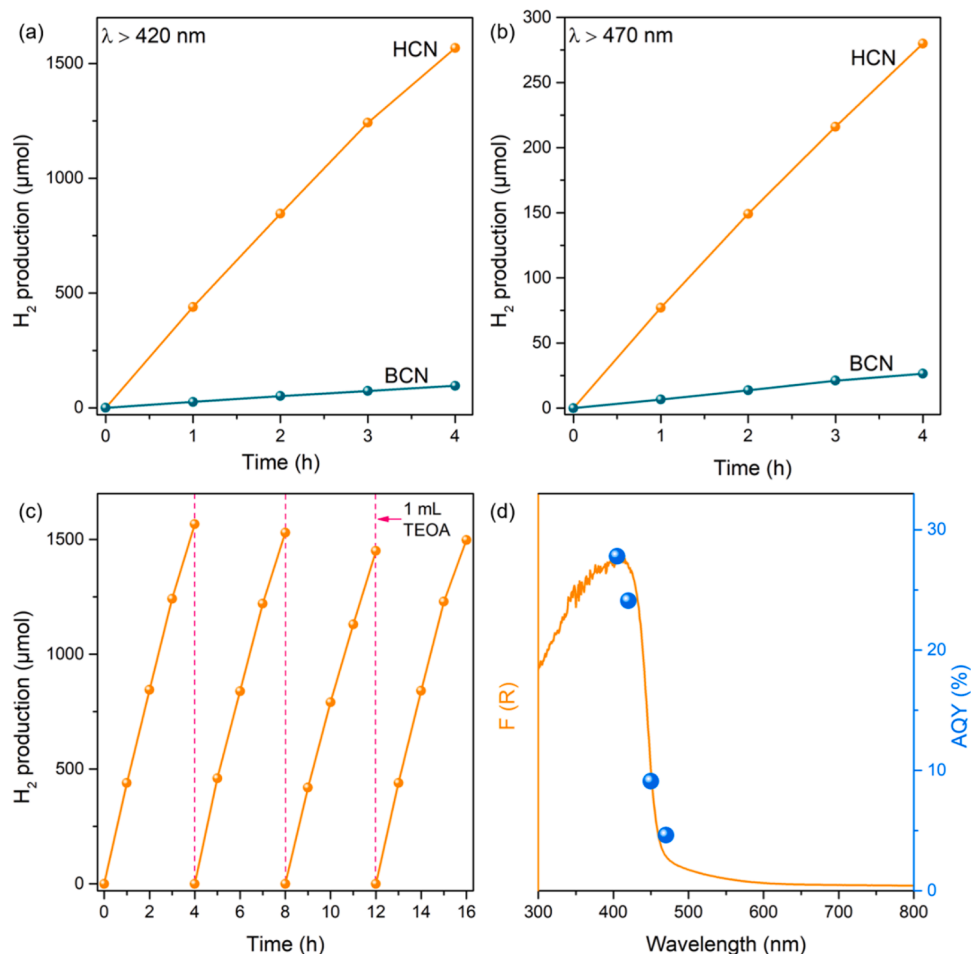 (a)
λ > 420 nm
HCN
BCN
1500
1000
500
0
0 1 2 3 4
H₂ production (μmol)
Time (h)
(b)
λ > 470 nm
HCN
BCN
300
250
200
150
100
50
0
0 1 2 3 4
H₂ production (μmol)
Time (h)
(c)
1 mL
TEOA
1500
1000
500
0
0 2 4 6 8 10 12 14 16
H₂ production (μmol)
Time (h)
(d)
F (R)
30
20
10
0
AQY (%)
300 400 500 600 700 800
Wavelength (nm)